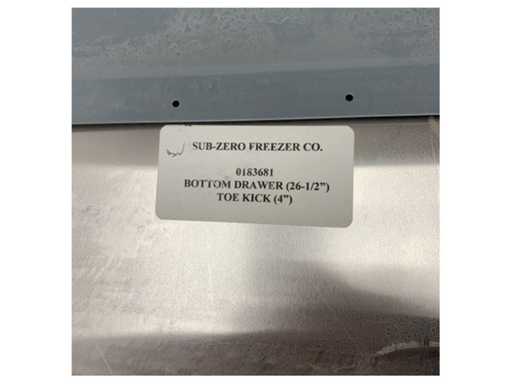 SUB-ZERO FREEZER CO.
0183681
BOTTOM DRAWER (26-1/2")
TOE KICK (4")